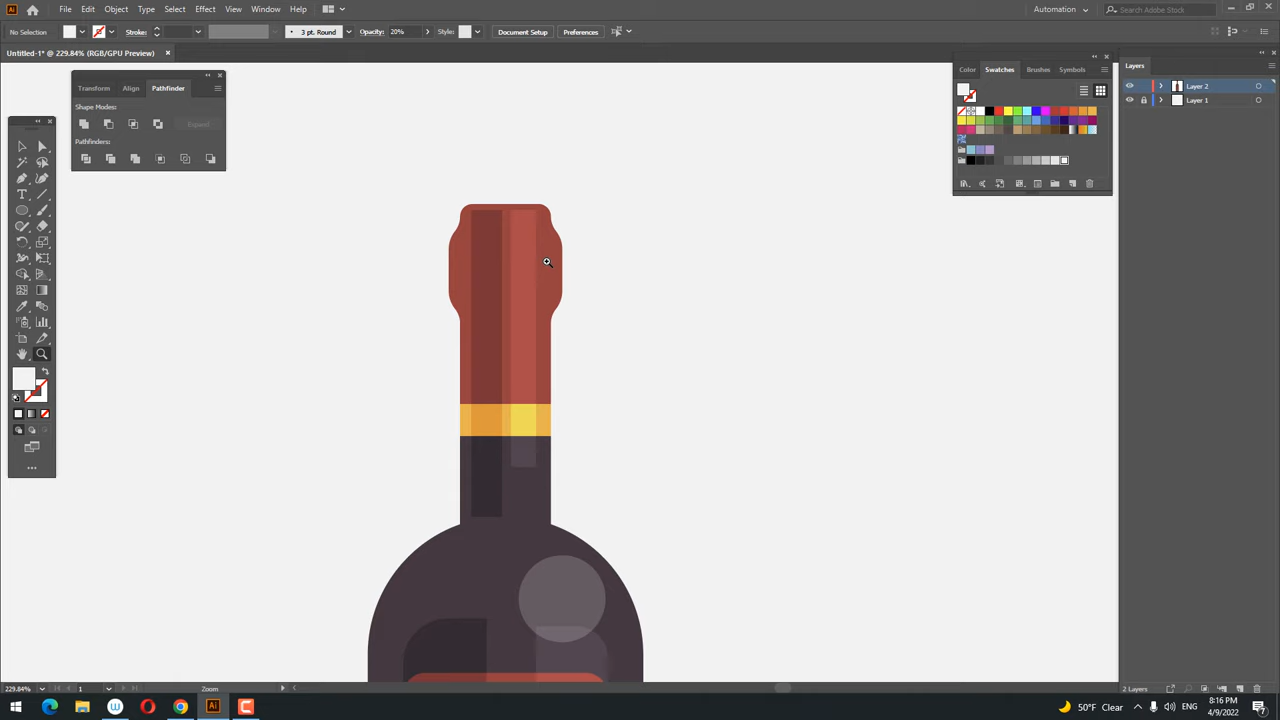 Ai File Edit Object Type Select Effect View Window Help Automation Search Adobe Stock
No Selection Stroke: 3 pt. Round Opacity: 20% Style: Document Setup Preferences
Untitled-1* @ 229.84% (RGB/GPU Preview)
Transform Align Pathfinder
Shape Modes:
Expand
Pathfinders:
Color Swatches Brushes Symbols
Layers
Layer 2
Layer 1
T
229.84% 1 Zoom 2 Layers
Ai 50°F Clear ENG 8:16 PM
4/9/2022